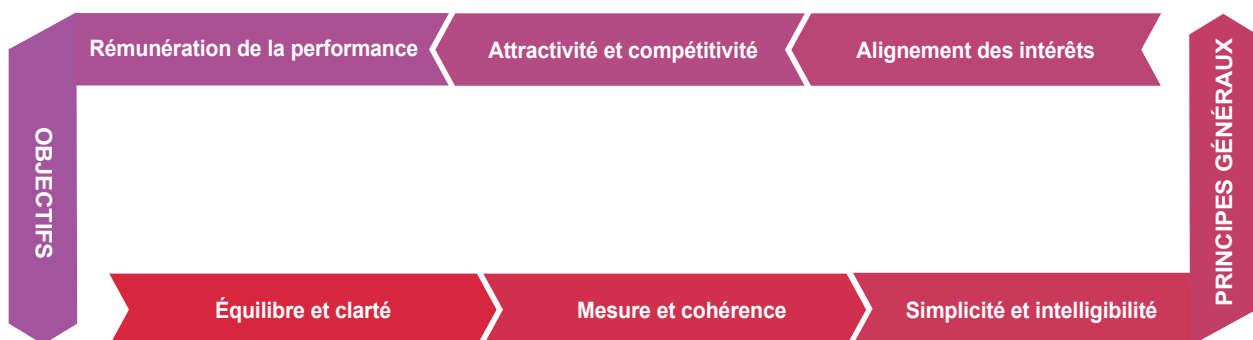 OBJECTIFS
Rémunération de la performance
Attractivité et compétitivité
Alignement des intérêts
PRINCIPES GÉNÉRAUX
Équilibre et clarté
Mesure et cohérence
Simplicité et intelligibilité